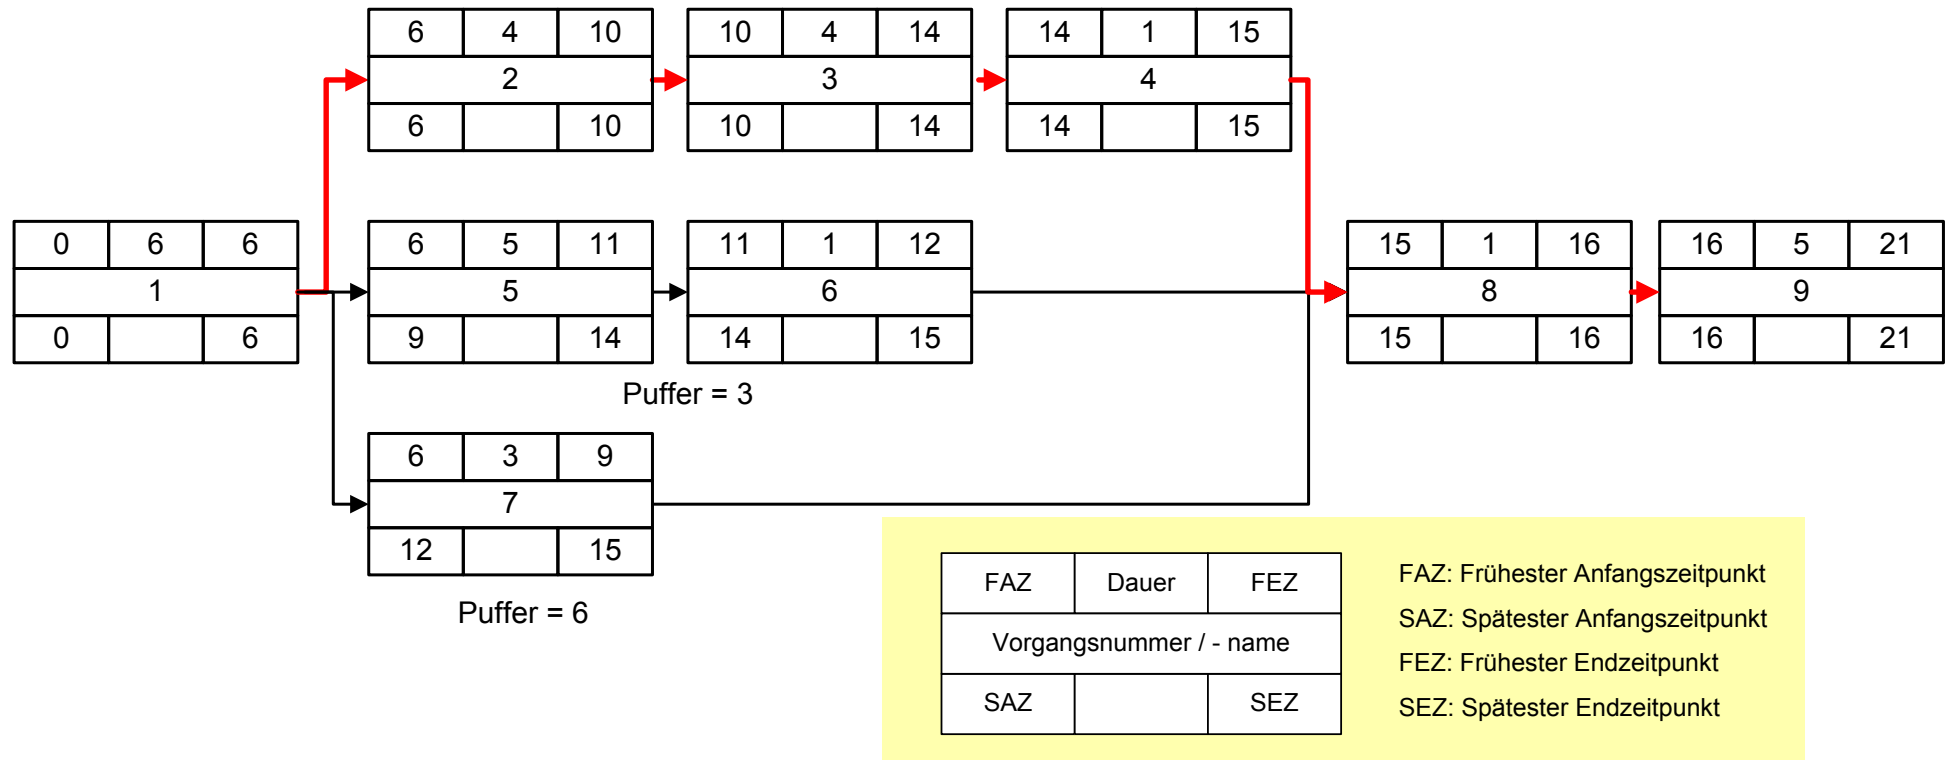 6 4 10
2
6 10
10 4 14
3
10 14
14 1 15
4
14 15
0 6 6
1
0 6
6 5 11
5
9 14
11 1 12
6
14 15
Puffer = 3
15 1 16
8
15 16
16 5 21
9
16 21
6 3 9
7
12 15
Puffer = 6
FAZ Dauer FEZ
Vorgangsnummer / - name
SAZ SEZ
FAZ: Frühester Anfangszeitpunkt
SAZ: Spätester Anfangszeitpunkt
FEZ: Frühester Endzeitpunkt
SEZ: Spätester Endzeitpunkt